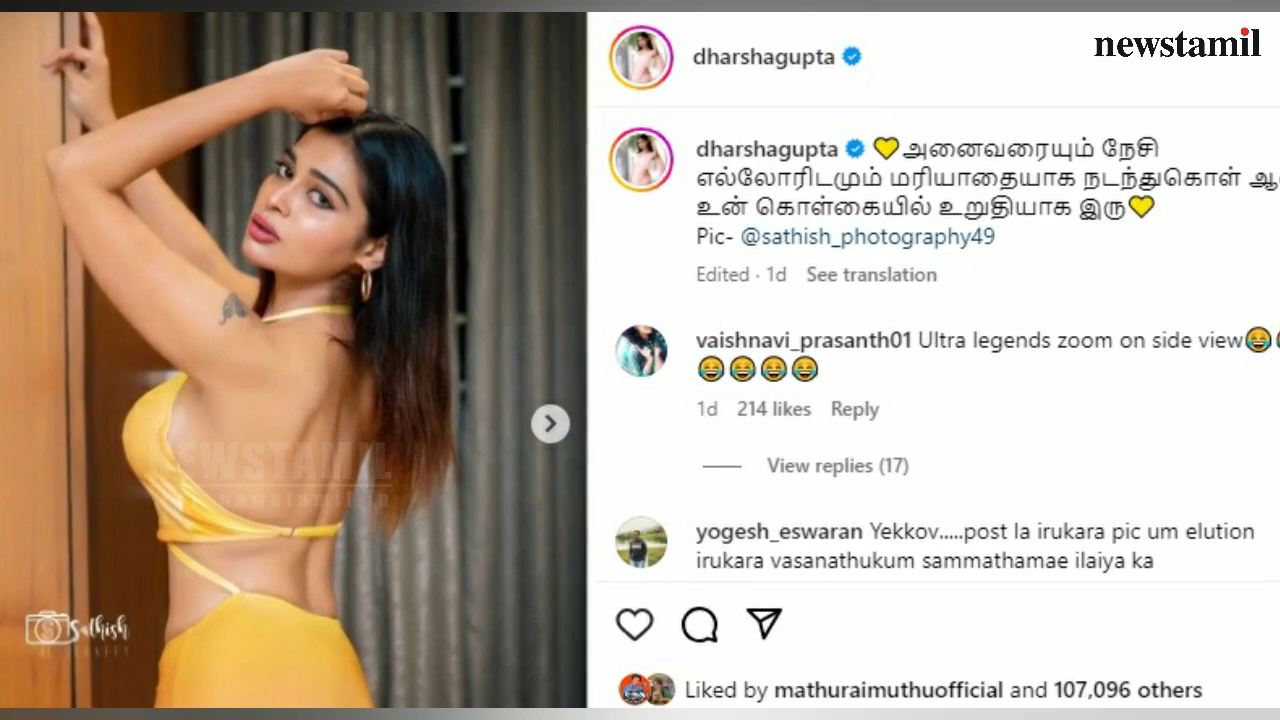 newstamil
dharshagupta
dharshagupta 💛அனைவரையும் நேசி
எல்லோரிடமும் மரியாதையாக நடந்துகொள்
உன் கொள்கையில் உறுதியாக இரு💛
Pic- @sathish_photography49
Edited · 1d See translation
vaishnavi_prasanth01 Ultra legends zoom on side view😂
😂😂😂😂
1d 214 likes Reply
View replies (17)
yogesh_eswaran Yekkov.....post la irukara pic um elution
irukara vasanathukum sammathamae ilaiya ka
Liked by mathuraimuthuofficial and 107,096 others
NEWSTAMIL
Sathish